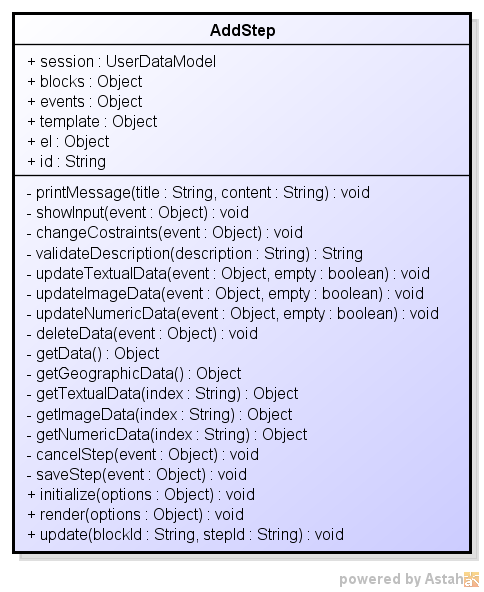 AddStep
+ session : UserDataModel
+ blocks : Object
+ events : Object
+ template : Object
+ el : Object
+ id : String
- printMessage(title : String, content : String) : void
- showInput(event : Object) : void
- changeCostraints(event : Object) : void
- validateDescription(description : String) : String
- updateTextualData(event : Object, empty : boolean) : void
- updateImageData(event : Object, empty : boolean) : void
- updateNumericData(event : Object, empty : boolean) : void
- deleteData(event : Object) : void
- getData() : Object
- getGeographicData() : Object
- getTextualData(index : String) : Object
- getImageData(index : String) : Object
- getNumericData(index : String) : Object
- cancelStep(event : Object) : void
- saveStep(event : Object) : void
+ initialize(options : Object) : void
+ render(options : Object) : void
+ update(blockId : String, stepId : String) : void
powered by Astah